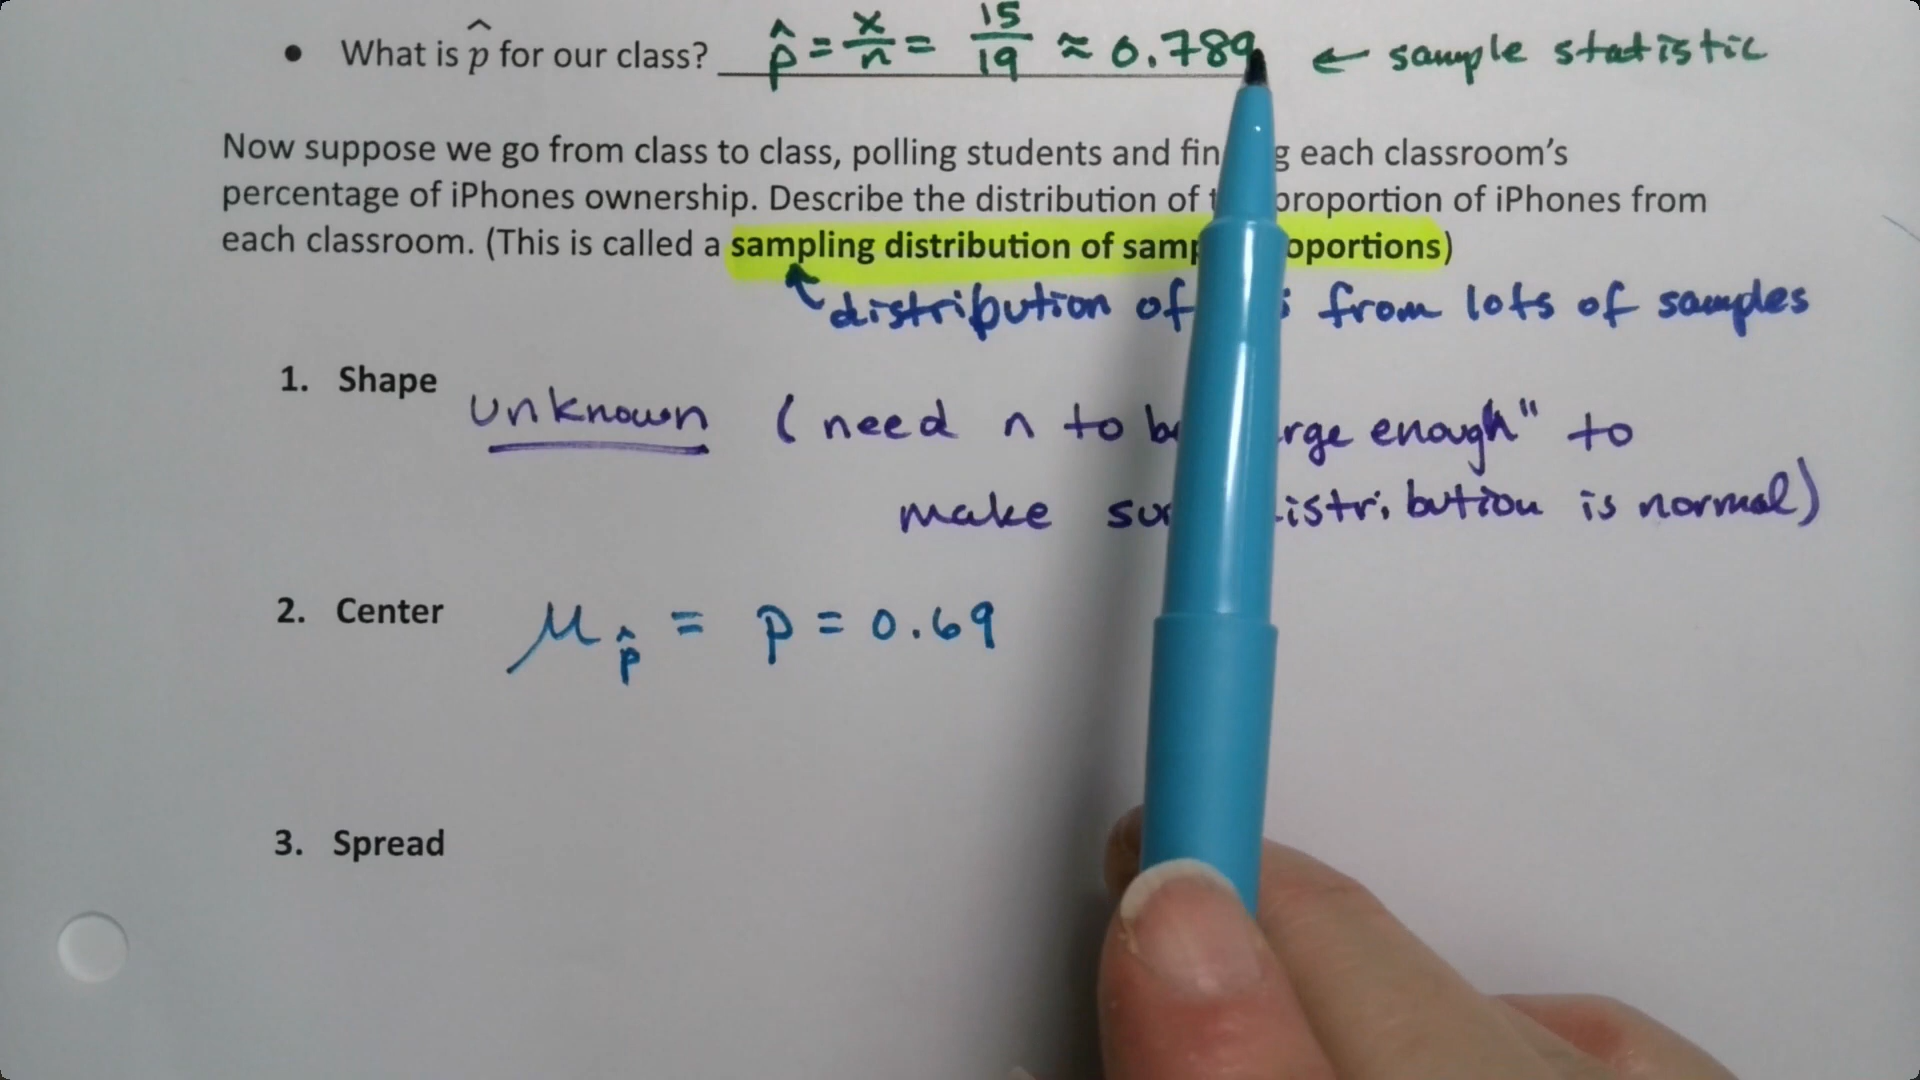 • What is p̂ for our class? p̂ = x/n = 15/19 ≈ 0.789 ← sample statistic
Now suppose we go from class to class, polling students and fin g each classroom's
percentage of iPhones ownership. Describe the distribution of t proportion of iPhones from
each classroom. (This is called a sampling distribution of samp oportions)
distribution of from lots of samples
1. Shape unknown (need n to b rge enough" to
make su distribution is normal)
2. Center μp̂ = p = 0.69
3. Spread